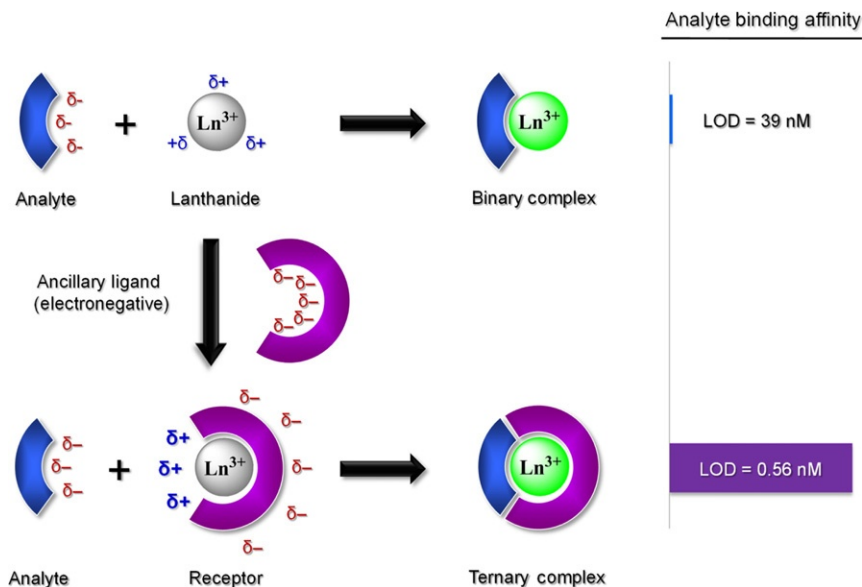 Analyte binding affinity
δ-
δ-
δ-
+
δ+
Ln³⁺
+δ
δ+
Ln³⁺
LOD = 39 nM
Analyte
Lanthanide
Binary complex
Ancillary ligand
(electronegative)
δ–
δ–
δ–
δ–
δ–
δ–
δ–
δ–
δ–
+
δ+
δ+
δ+
Ln³⁺
δ–
δ–
δ–
δ–
δ–
Ln³⁺
LOD = 0.56 nM
Analyte
Receptor
Ternary complex